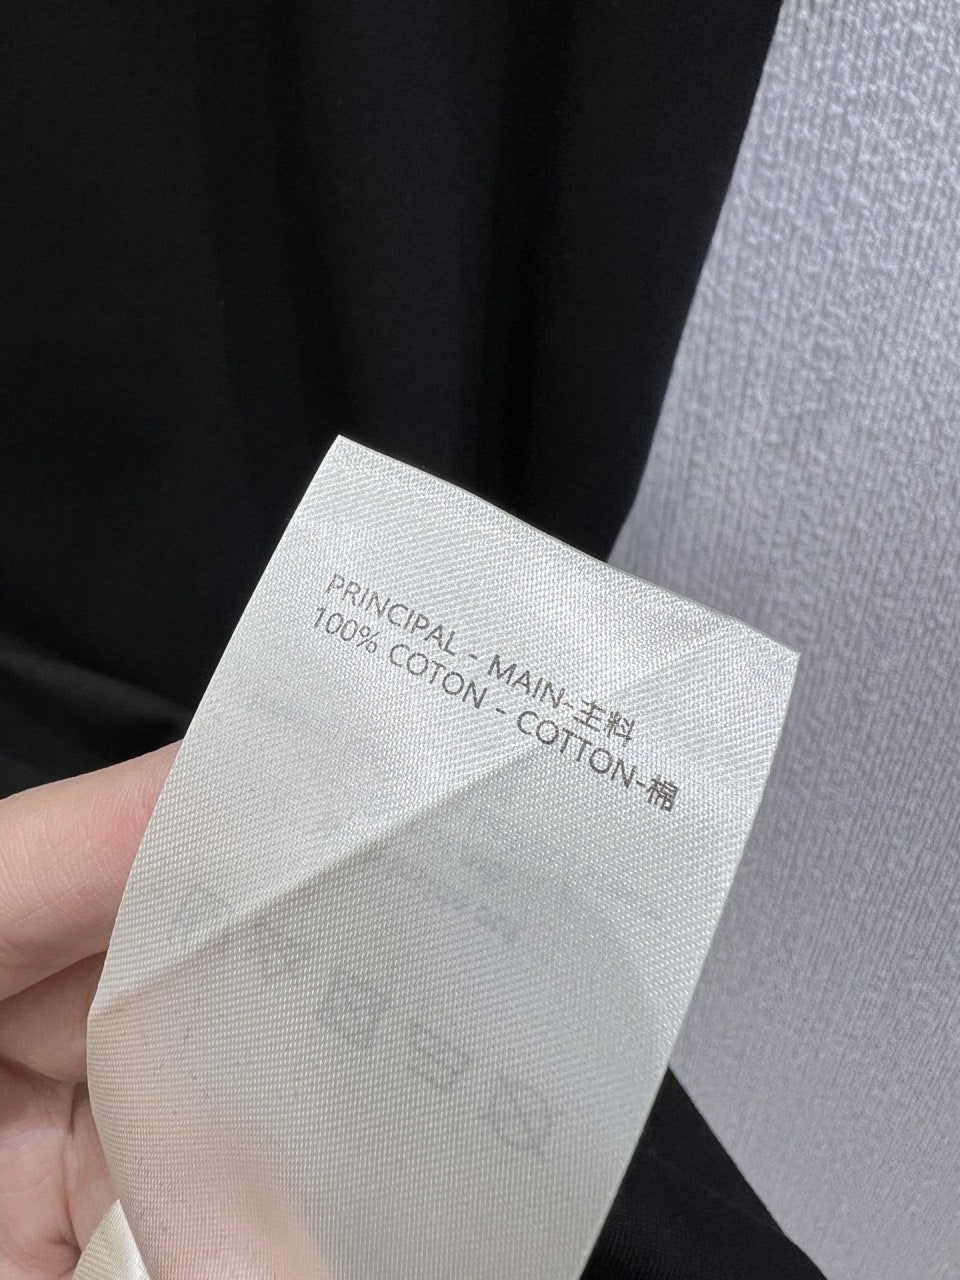 PRINCIPAL - MAIN-主料
100% COTON - COTTON-棉